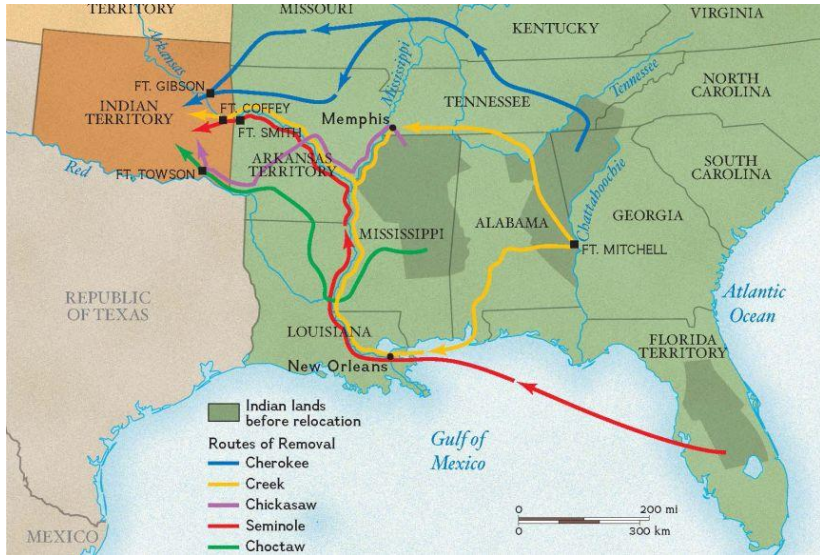 TERRITORY
MISSOURI
KENTUCKY
VIRGINIA
Arkansas
Mississippi
Tennessee
FT. GIBSON
NORTH
CAROLINA
INDIAN
TERRITORY
FT. COFFEY
FT. SMITH
Memphis
TENNESSEE
ARKANSAS
TERRITORY
SOUTH
CAROLINA
Red
FT. TOWSON
Chattahoochie
MISSISSIPPI
ALABAMA
GEORGIA
FT. MITCHELL
REPUBLIC
OF TEXAS
Atlantic
Ocean
LOUISIANA
New Orleans
FLORIDA
TERRITORY
Indian lands
before relocation
Routes of Removal
Cherokee
Creek
Chickasaw
Seminole
Choctaw
Gulf of
Mexico
0 200 mi
0 300 km
MEXICO